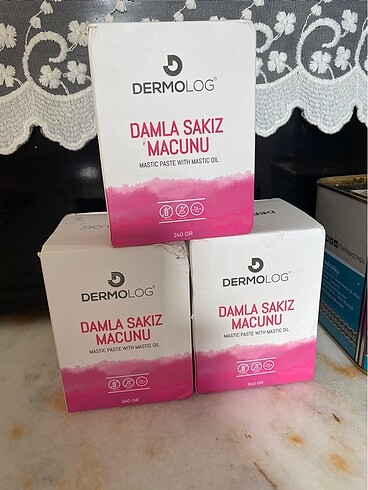 DERMOLOG®
DAMLA SAKIZ
MACUNU
MASTIC PASTE WITH MASTIC OIL
240 GR
DERMOLOG®
DAMLA SAKIZ
MACUNU
MASTIC PASTE WITH MASTIC OIL
240 GR
DERMOLOG®
DAMLA SAKIZ
MACUNU
MASTIC PASTE WITH MASTIC OIL
240 GR